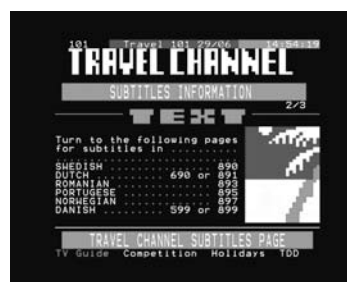 101 Travel 101 29/06 14:54:19
TRAVEL CHANNEL
SUBTITLES INFORMATION
2/3
TEXT
Turn to the following pages
for subtitles in ...........
............................
SWEDISH ............... 890
DUTCH .......... 690 or 891
ROMANIAN .............. 893
PORTUGESE ............. 895
NORWEGIAN ............. 897
DANISH ......... 599 or 899
TRAVEL CHANNEL SUBTITLES PAGE
TV Guide Competition Holidays TDD